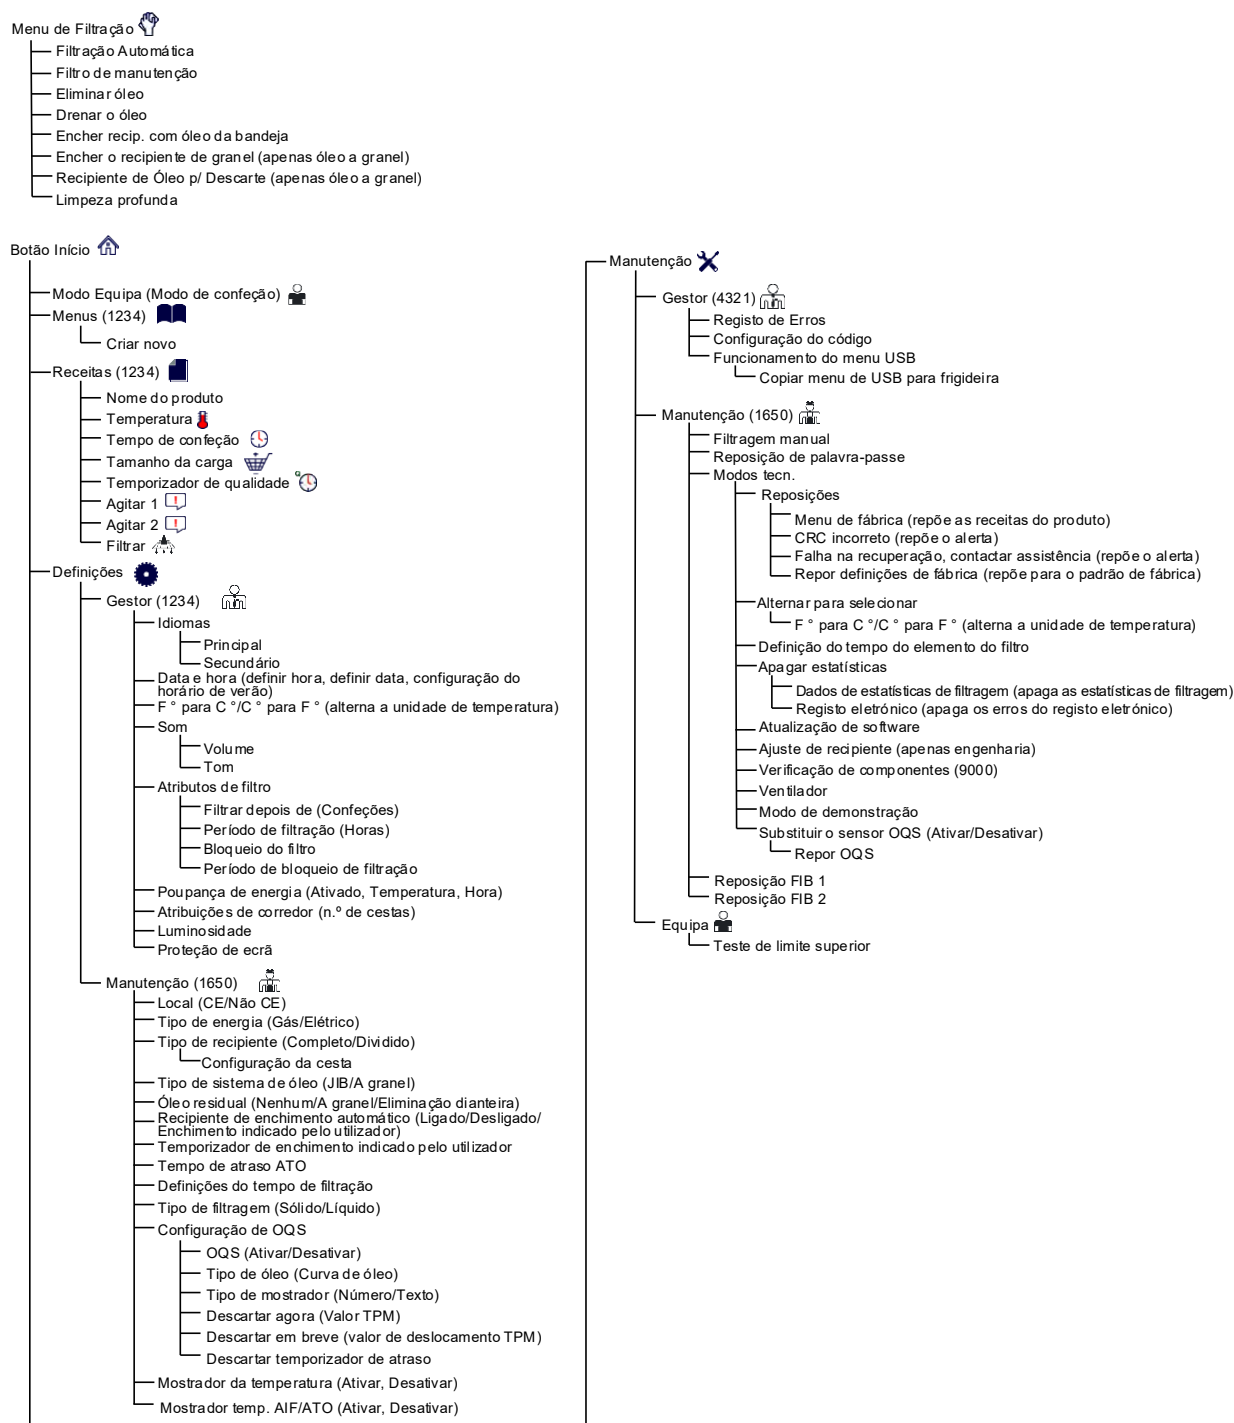 Menu de Filtração
Filtração Automática
Filtro de manutenção
Eliminar óleo
Drenar o óleo
Encher recip. com óleo da bandeja
Encher o recipiente de granel (apenas óleo a granel)
Recipiente de Óleo p/ Descarte (apenas óleo a granel)
Limpeza profunda
Botão Início
Modo Equipa (Modo de confeção)
Menus (1234)
Criar novo
Receitas (1234)
Nome do produto
Temperatura
Tempo de confeção
Tamanho da carga
Temporizador de qualidade
Agitar 1
Agitar 2
Filtrar
Definições
Gestor (1234)
Idiomas
Principal
Secundário
Data e hora (definir hora, definir data, configuração do
horário de verão)
F ° para C °/C ° para F ° (alterna a unidade de temperatura)
Som
Volume
Tom
Atributos de filtro
Filtrar depois de (Confeções)
Período de filtração (Horas)
Bloqueio do filtro
Período de bloqueio de filtração
Poupança de energia (Ativado, Temperatura, Hora)
Atribuições de corredor (n.º de cestas)
Luminosidade
Proteção de ecrã
Manutenção (1650)
Local (CE/Não CE)
Tipo de energia (Gás/Elétrico)
Tipo de recipiente (Completo/Dividido)
Configuração da cesta
Tipo de sistema de óleo (JIB/A granel)
Óleo residual (Nenhum/A granel/Eliminação dianteira)
Recipiente de enchimento automático (Ligado/Desligado/
Enchimento indicado pelo utilizador)
Temporizador de enchimento indicado pelo utilizador
Tempo de atraso ATO
Definições do tempo de filtração
Tipo de filtragem (Sólido/Líquido)
Configuração de OQS
OQS (Ativar/Desativar)
Tipo de óleo (Curva de óleo)
Tipo de mostrador (Número/Texto)
Descartar agora (Valor TPM)
Descartar em breve (valor de deslocamento TPM)
Descartar temporizador de atraso
Mostrador da temperatura (Ativar, Desativar)
Mostrador temp. AIF/ATO (Ativar, Desativar)
Manutenção
Gestor (4321)
Registo de Erros
Configuração do código
Funcionamento do menu USB
Copiar menu de USB para frigideira
Manutenção (1650)
Filtragem manual
Reposição de palavra-passe
Modos tecn.
Reposições
Menu de fábrica (repõe as receitas do produto)
CRC incorreto (repõe o alerta)
Falha na recuperação, contactar assistência (repõe o alerta)
Repor definições de fábrica (repõe para o padrão de fábrica)
Alternar para selecionar
F ° para C °/C ° para F ° (alterna a unidade de temperatura)
Definição do tempo do elemento do filtro
Apagar estatísticas
Dados de estatísticas de filtragem (apaga as estatísticas de filtragem)
Registo eletrónico (apaga os erros do registo eletrónico)
Atualização de software
Ajuste de recipiente (apenas engenharia)
Verificação de componentes (9000)
Ventilador
Modo de demonstração
Substituir o sensor OQS (Ativar/Desativar)
Repor OQS
Reposição FIB 1
Reposição FIB 2
Equipa
Teste de limite superior